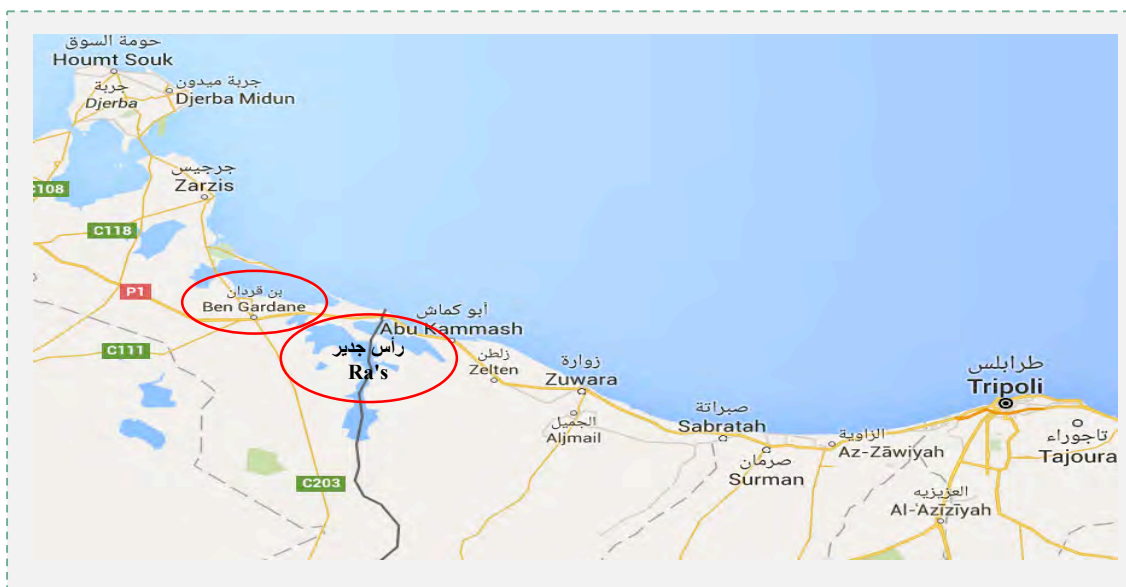 حومة السوق
Houmt Souk
جربة
Djerba
جربة ميدون
Djerba Midun
جرجيس
Zarzis
C108
C118
P1
بن قردان
Ben Gardane
C111
أبو كماش
Abu Kammash
رأس جدير
Ra's
زلطن
Zelten
زوارة
Zuwara
الجميل
Aljmail
صبراتة
Sabratah
صرمان
Surman
الزاوية
Az-Zāwiyah
طرابلس
Tripoli
تاجوراء
Tajoura
العزيزيه
Al-'Azīzīyah
C203